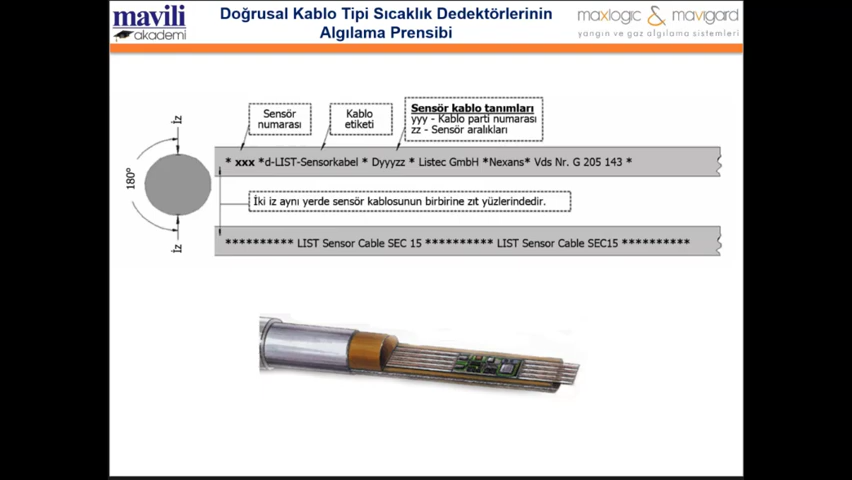 mavili
akademi
Doğrusal Kablo Tipi Sıcaklık Dedektörlerinin
Algılama Prensibi
maxlogic & mavigard
yangın ve gaz algılama sistemleri
Sensör
numarası
Kablo
etiketi
Sensör kablo tanımları
yyy - Kablo parti numarası
zz - Sensör aralıkları
İz
180°
* xxx *d-LIST-Sensorkabel * Dyyyzz * Listec GmbH *Nexans* Vds Nr. G 205 143 *
İki iz aynı yerde sensör kablosunun birbirine zıt yüzlerindedir.
İz
********** LIST Sensor Cable SEC 15 ********** LIST Sensor Cable SEC15 **********